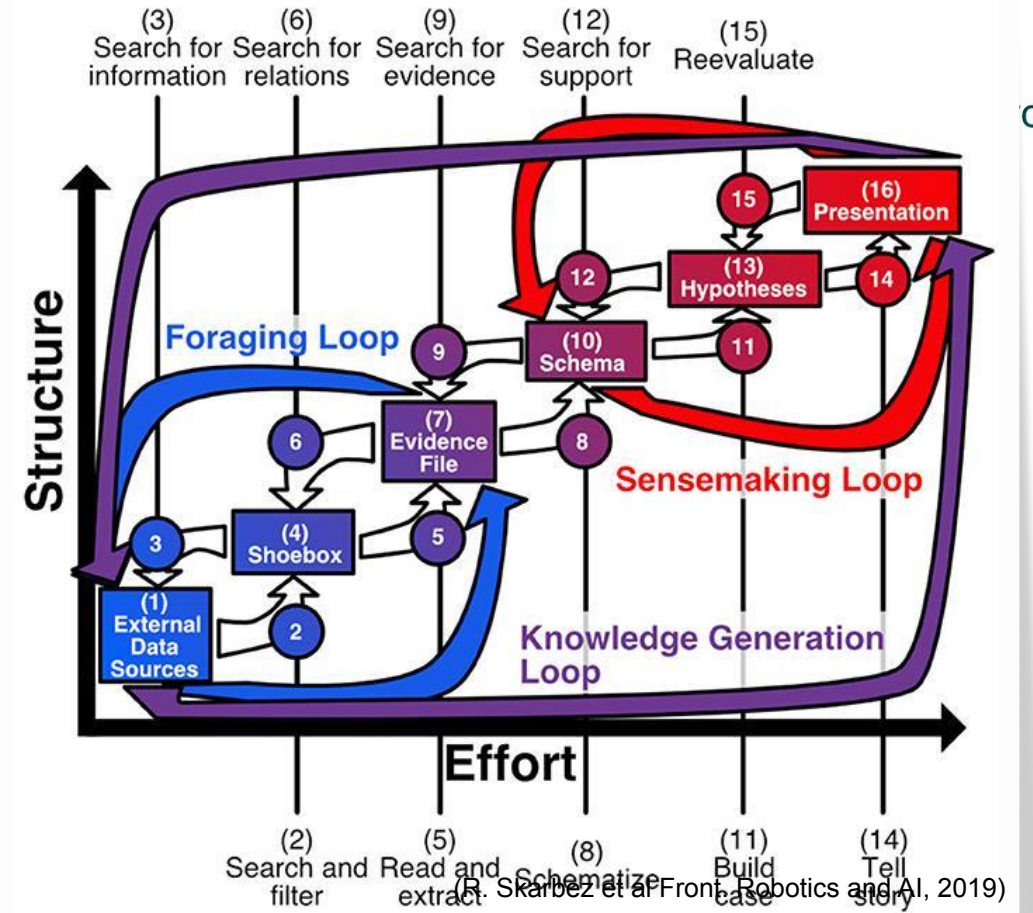 (3)
Search for
information
(6)
Search for
relations
(9)
Search for
evidence
(12)
Search for
support
(15)
Reevaluate
Structure
Foraging Loop
15
(16)
Presentation
12
(13)
Hypotheses
14
9
(10)
Schema
11
6
(7)
Evidence
File
8
Sensemaking Loop
3
(4)
Shoebox
5
(1)
External
Data
Sources
2
Knowledge Generation
Loop
Effort
(2)
Search and
filter
(5)
Read and
extract
(8)
Schematize
(11)
Build
case
(14)
Tell
story
(R. Skarbez et al Front. Robotics and AI, 2019)